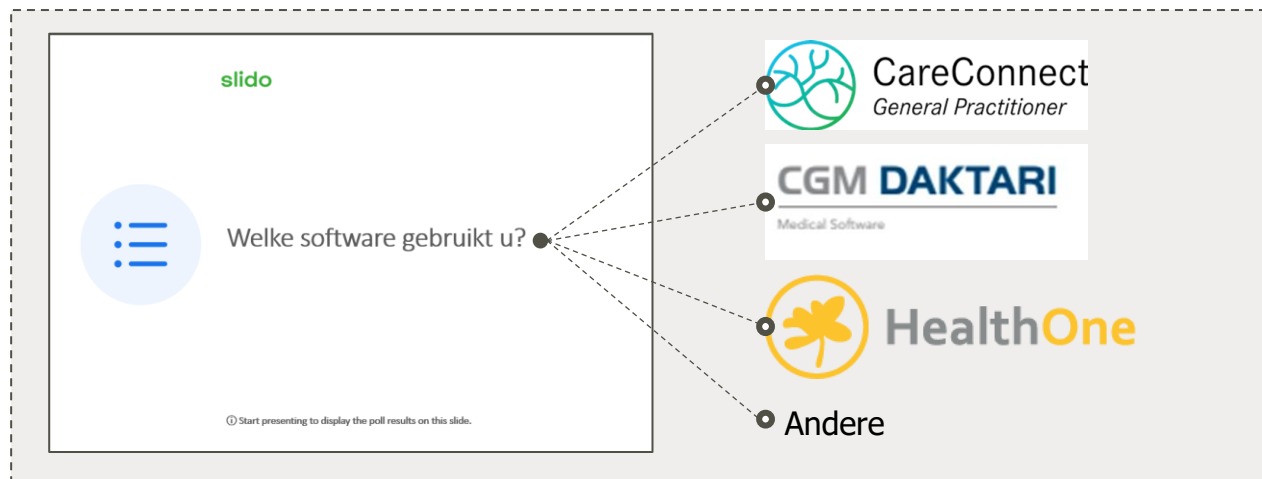 slido
Welke software gebruikt u?
ⓘ Start presenting to display the poll results on this slide.
CareConnect
General Practitioner
CGM DAKTARI
Medical Software
HealthOne
Andere